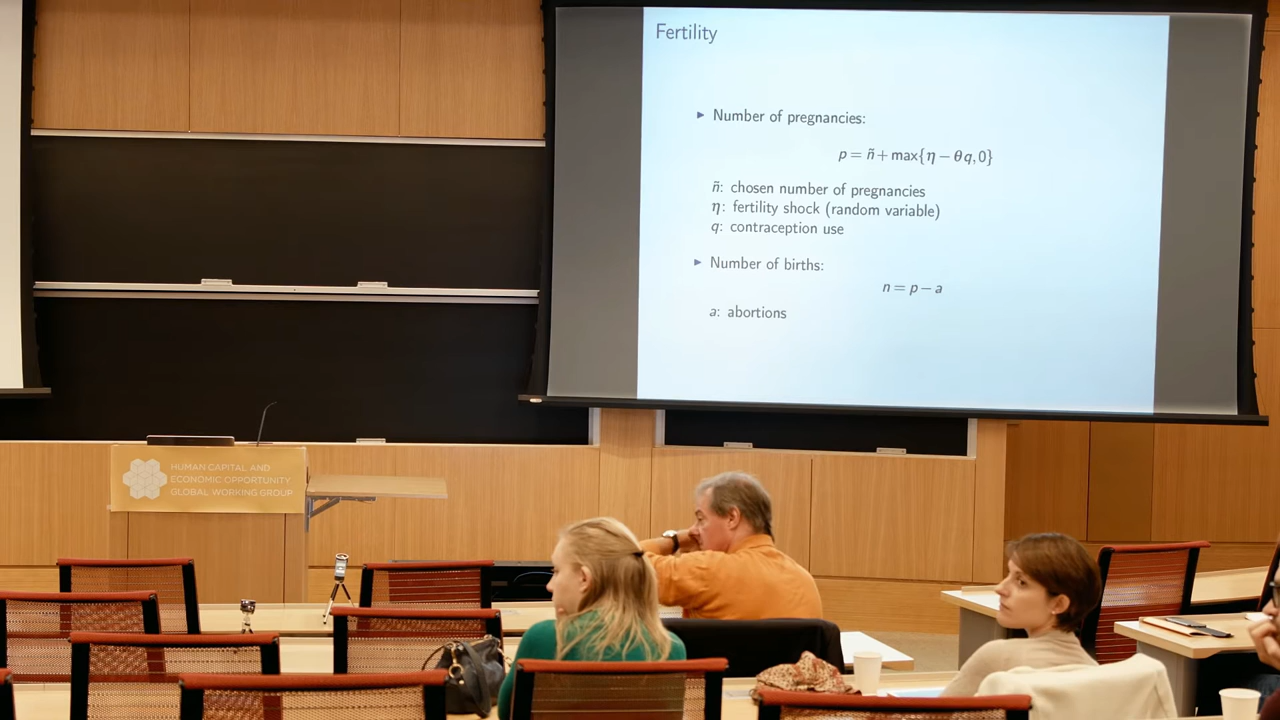 Fertility
▸ Number of pregnancies:
p = ñ + max{η − θq, 0}
ñ: chosen number of pregnancies
η: fertility shock (random variable)
q: contraception use
▸ Number of births:
n = p − a
a: abortions
HUMAN CAPITAL AND
ECONOMIC OPPORTUNITY
GLOBAL WORKING GROUP